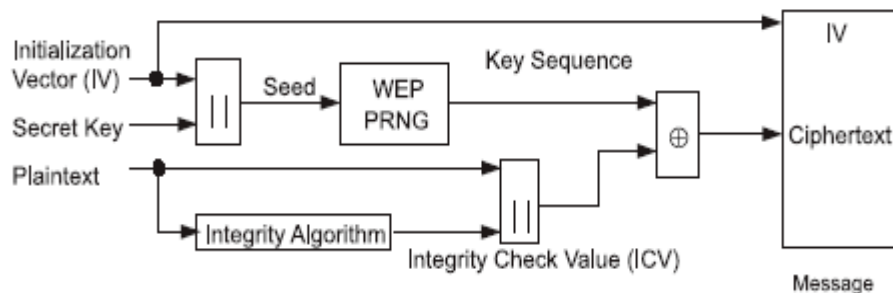 Initialization
Vector (IV)
Secret Key
Plaintext
||
Seed
WEP
PRNG
Key Sequence
⊕
IV
Ciphertext
||
Integrity Algorithm
Integrity Check Value (ICV)
Message